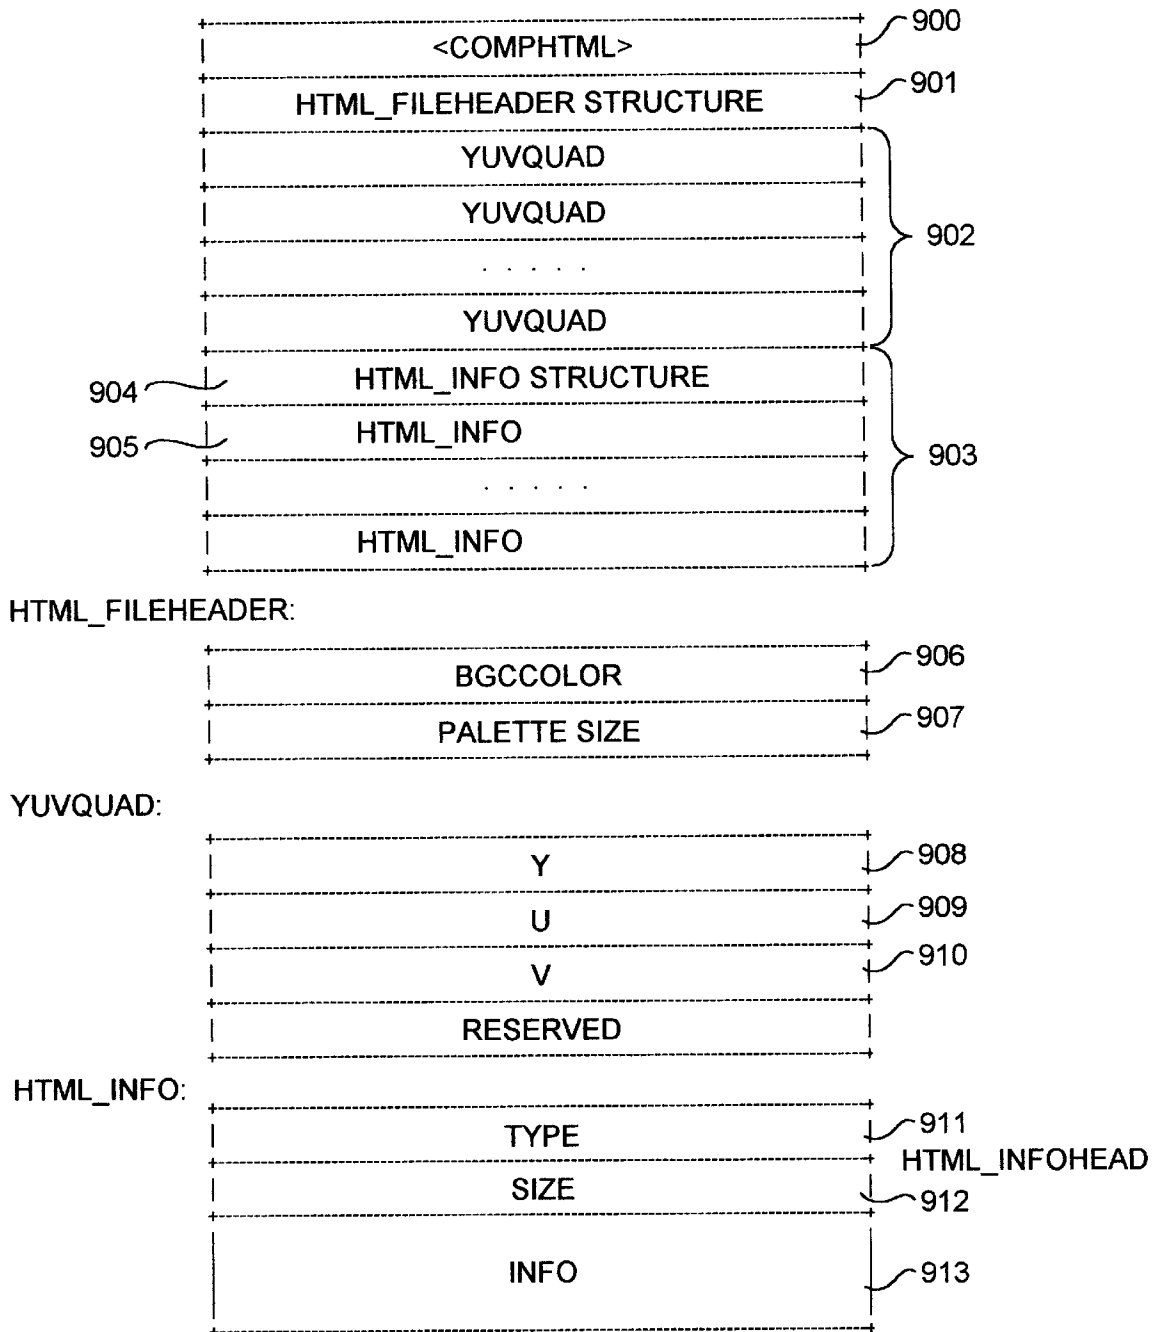 <COMPHTML>
900
HTML_FILEHEADER STRUCTURE
901
YUVQUAD
YUVQUAD
. . . . .
YUVQUAD
902
904
HTML_INFO STRUCTURE
905
HTML_INFO
. . . . .
HTML_INFO
903
HTML_FILEHEADER:
BGCCOLOR
906
PALETTE SIZE
907
YUVQUAD:
Y
908
U
909
V
910
RESERVED
HTML_INFO:
TYPE
911
HTML_INFOHEAD
SIZE
912
INFO
913